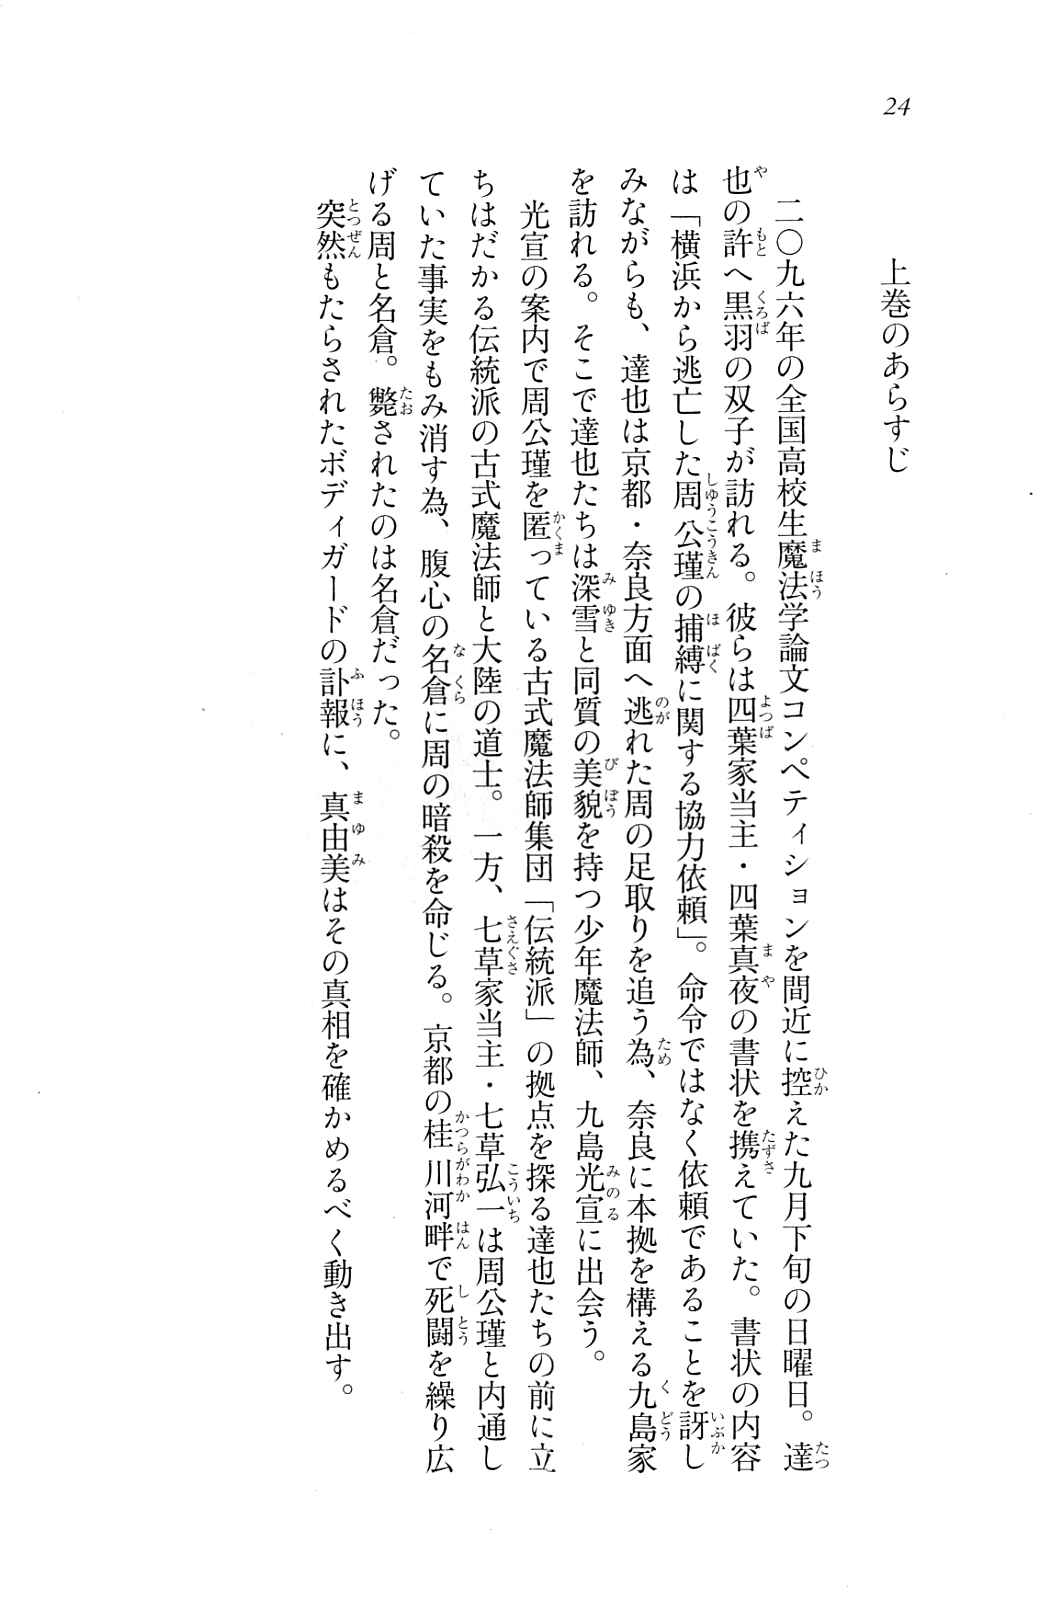 24
上巻のあらすじ
二〇九六年の全国高校生魔法学論文コンペティションを間近に控えた九月下旬の日曜日。達
也の許へ黒羽の双子が訪れる。彼らは四葉家当主・四葉真夜の書状を携えていた。書状の内容
は「横浜から逃亡した周公瑾の捕縛に関する協力依頼」。命令ではなく依頼であることを訝し
みながらも、達也は京都・奈良方面へ逃れた周の足取りを追う為、奈良に本拠を構える九島家
を訪れる。そこで達也たちは深雪と同質の美貌を持つ少年魔法師、九島光宣に出会う。
光宣の案内で周公瑾を匿っている古式魔法師集団「伝統派」の拠点を探る達也たちの前に立
ちはだかる伝統派の古式魔法師と大陸の道士。一方、七草家当主・七草弘一は周公瑾と内通し
ていた事実をもみ消す為、腹心の名倉に周の暗殺を命じる。京都の桂川河畔で死闘を繰り広
げる周と名倉。斃されたのは名倉だった。
突然もたらされたボディガードの訃報に、真由美はその真相を確かめるべく動き出す。